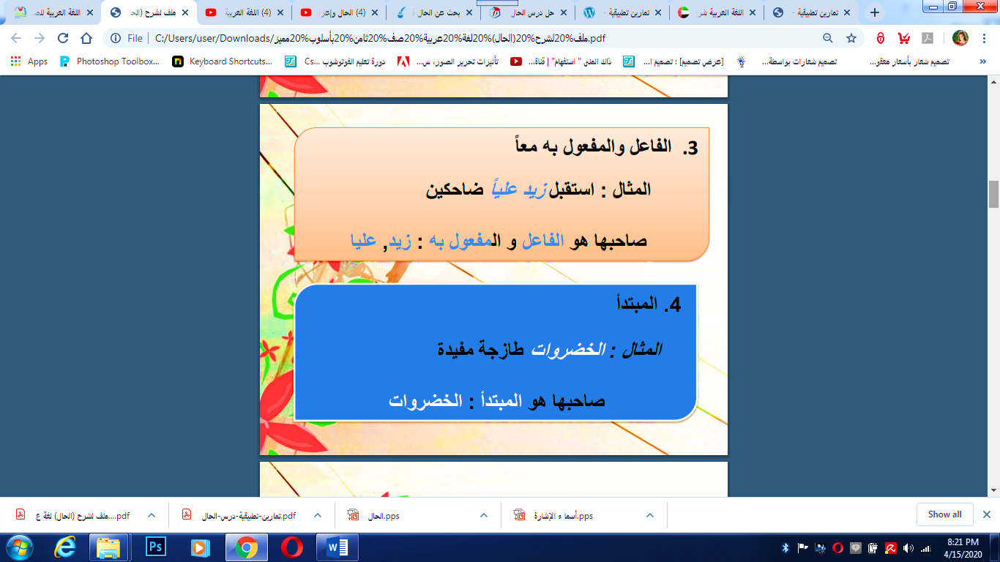 تمارين تطبيقية -
اللغة العربية شر
تمارين تطبيقية -
حل درس الحال ا
بحث عن الحال ا
(4) الحال وإعرا
(4) اللغة العربية
ملف لشرح (الحا
اللغة العربية للص
File
C:/Users/user/Downloads/ملف%20لشرح%20(الحال)%20لغة%20عربية%20صف%20ثامن%20بأسلوب%20مميز.pdf
Apps
Photoshop Toolbox...
Keyboard Shortcuts...
دورة تعليم الفوتوشوب Cs...
تأثيرات تحرير الصور، س...
ذاك المني " استفهام" | قناة...
[عرض تصميم] : تصميم ا...
تصميم شعارات بواسطة...
تصميم شعار بأسعار معقو...
»
3. الفاعل والمفعول به معاً
المثال : استقبل زيد علياً ضاحكين
صاحبها هو الفاعل و المفعول به : زيد, عليا
4. المبتدأ
المثال : الخضروات طازجة مفيدة
صاحبها هو المبتدأ : الخضروات
ملف لشرح (الحال) لغة ع....pdf
تمارين-تطبيقية-درس-الحال.pdf
الحال.pps
أسما ء الإشارة.pps
Show all
Ps
8:21 PM
4/15/2020